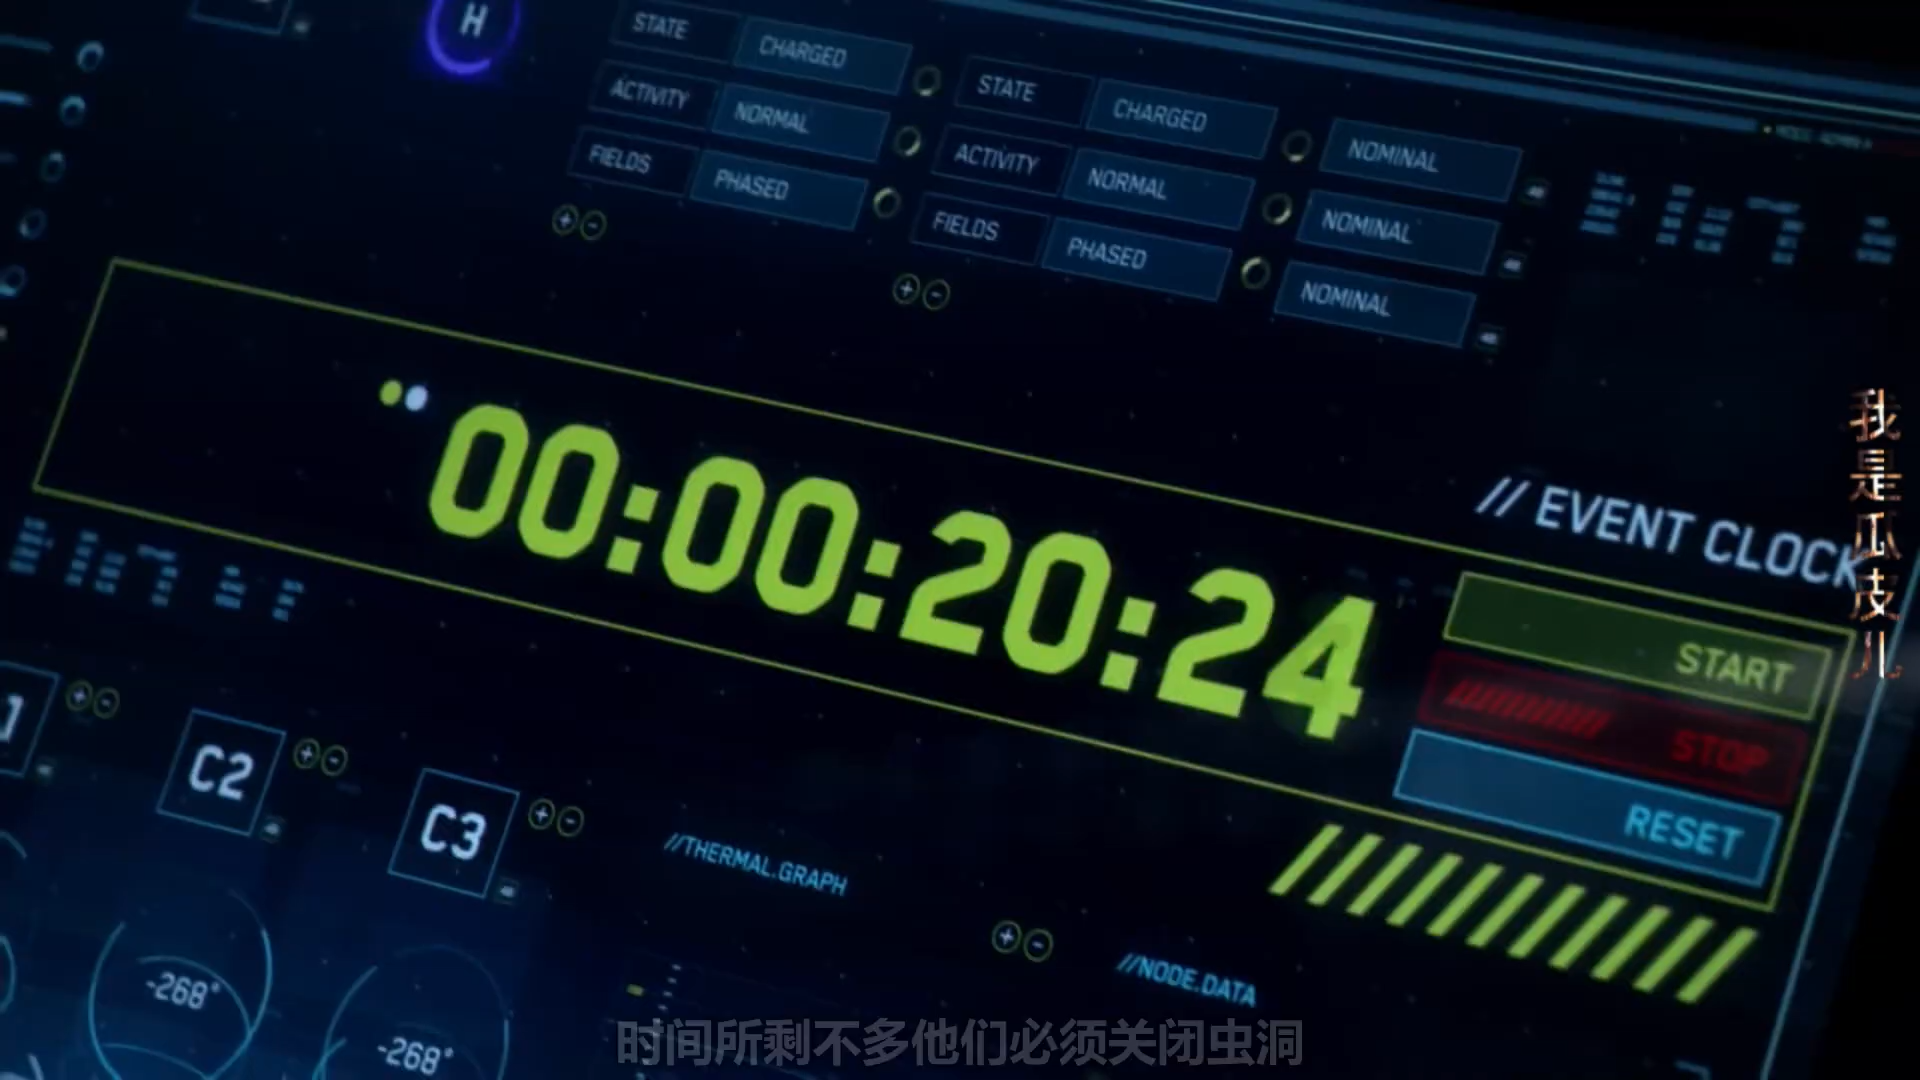 H
STATE CHARGED
ACTIVITY NORMAL
FIELDS PHASED
STATE CHARGED NOMINAL
ACTIVITY NORMAL NOMINAL
FIELDS PHASED NOMINAL
// EVENT CLOCK
00:00:20:24
START
STOP
RESET
C2
C3
//THERMAL.GRAPH
//NODE.DATA
-268°
-268°
我是瓜皮儿
时间所剩不多他们必须关闭虫洞